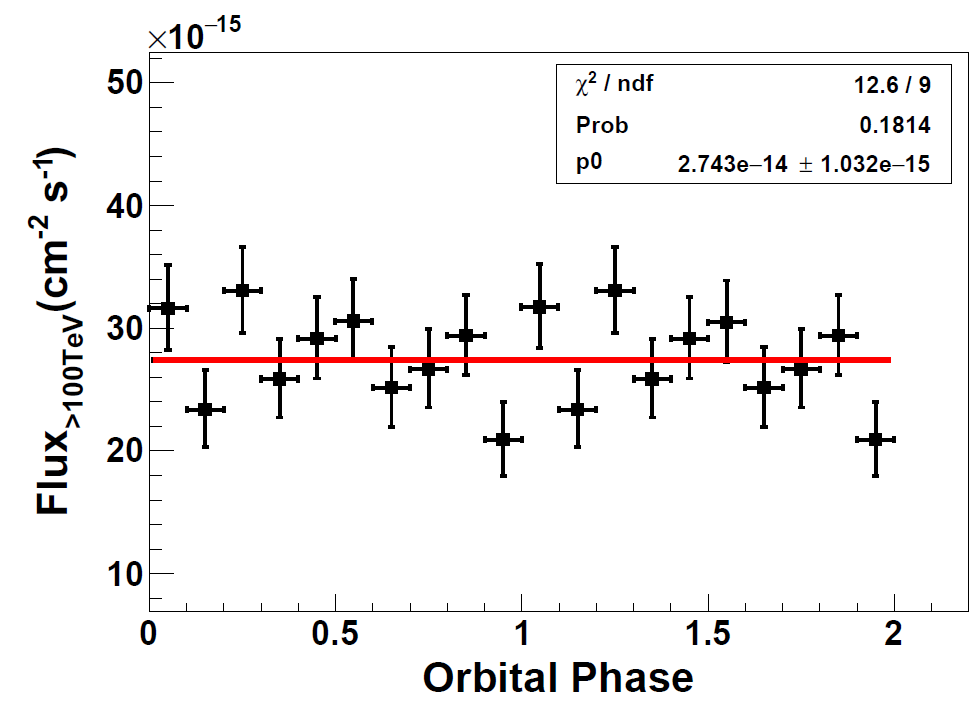 ×10⁻¹⁵
50
40
30
20
10
Flux>100TeV(cm⁻² s⁻¹)
χ² / ndf 12.6 / 9
Prob 0.1814
p0 2.743e−14 ± 1.032e−15
0 0.5 1 1.5 2
Orbital Phase